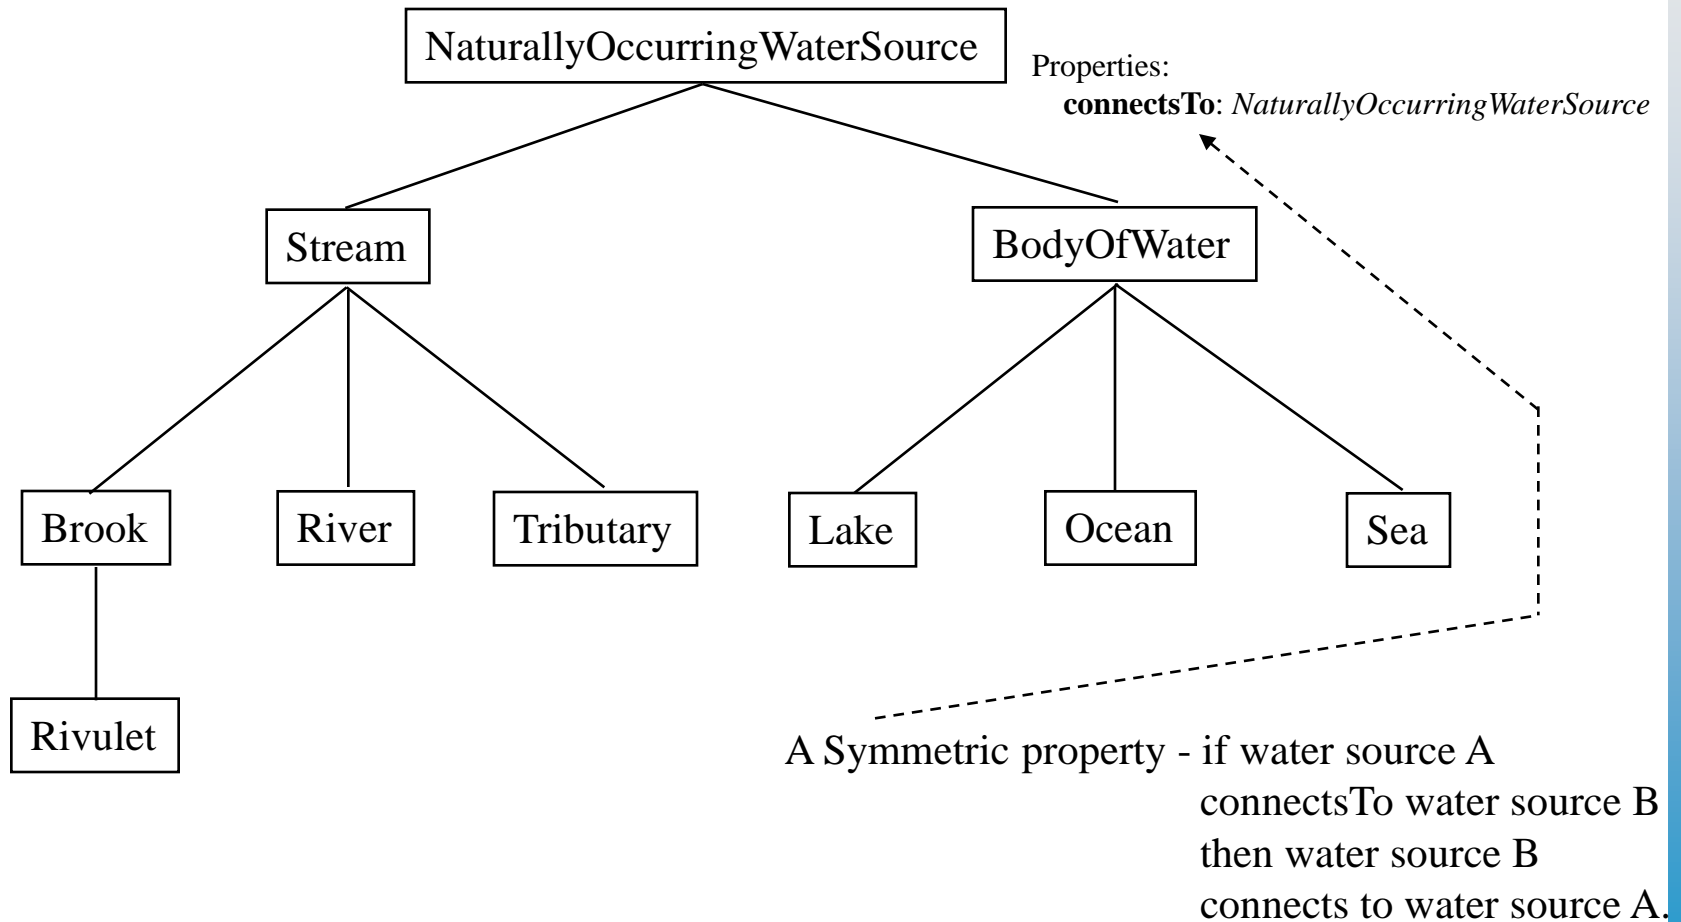 NaturallyOccurringWaterSource
Properties:
connectsTo: NaturallyOccurringWaterSource
Stream
BodyOfWater
Brook
River
Tributary
Lake
Ocean
Sea
Rivulet
A Symmetric property - if water source A
connectsTo water source B
then water source B
connects to water source A.